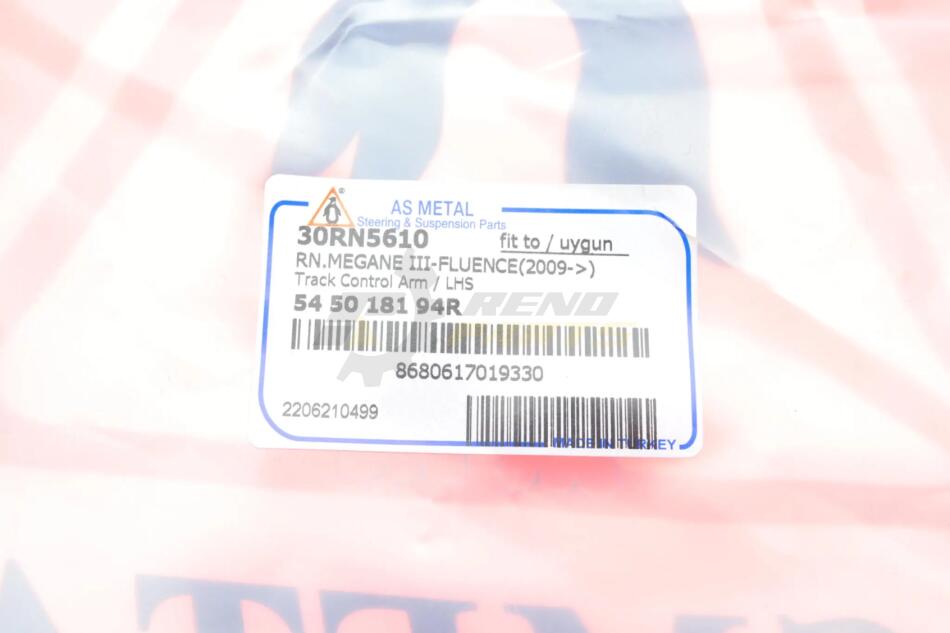 ®
AS METAL
Steering & Suspension Parts
30RN5610 fit to / uygun
RN.MEGANE III-FLUENCE(2009->)
Track Control Arm / LHS
54 50 181 94R
RENO
8680617019330
2206210499
MADE IN TURKEY